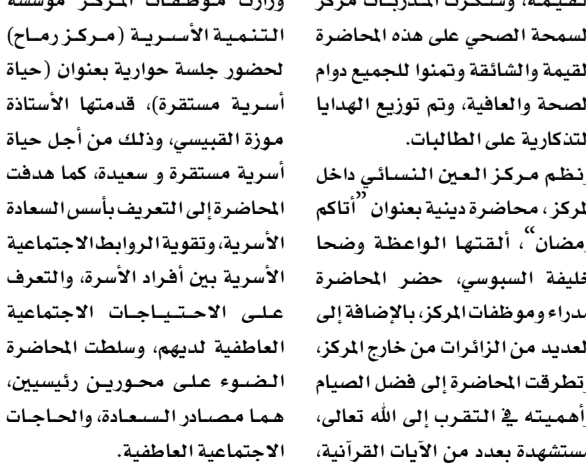 لقيمة، وشكرت المدربات مركز
لسمحة الصحي على هذه المحاضرة
لقيمة والشائقة وتمنوا للجميع دوام
لصحة والعافية، وتم توزيع الهدايا
لتذكارية على الطالبات.
ونظم مركز العين النسائي داخل
لمركز ، محاضرة دينية بعنوان ”أتاكم
رمضان“، ألقتها الواعظة وضحا
خليفة السبوسي، حضر المحاضرة
مدراء وموظفات المركز، بالإضافة إلى
لعديد من الزائرات من خارج المركز،
وتطرقت المحاضرة إلى فضل الصيام
وأهميته في التقرب إلى الله تعالى،
مستشهدة بعدد من الآيات القرآنية،
وزارت موظفات المركز مؤسسة
التنمية الأسرية (مركز رماح)
لحضور جلسة حوارية بعنوان (حياة
أسرية مستقرة)، قدمتها الأستاذة
موزة القبيسي، وذلك من أجل حياة
أسرية مستقرة و سعيدة، كما هدفت
المحاضرة إلى التعريف بأسس السعادة
الأسرية، وتقوية الروابط الاجتماعية
الأسرية بين أفراد الأسرة، والتعرف
على الاحتياجات الاجتماعية
العاطفية لديهم، وسلطت المحاضرة
الضوء على محورين رئيسيين،
هما مصادر السعادة، والحاجات
الاجتماعية العاطفية.